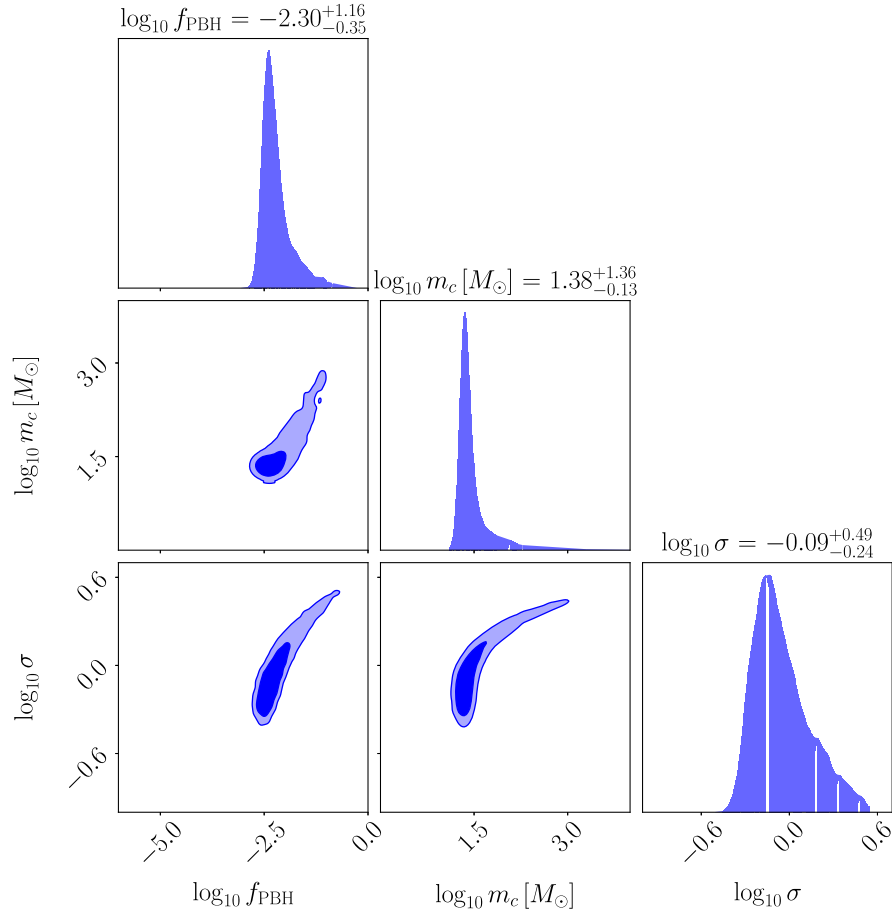 log₁₀ f_PBH = −2.30^{+1.16}_{−0.35}
log₁₀ m_c [M_⊙] = 1.38^{+1.36}_{−0.13}
3.0
1.5
log₁₀ m_c [M_⊙]
log₁₀ σ = −0.09^{+0.49}_{−0.24}
0.6
0.0
−0.6
log₁₀ σ
−5.0 −2.5 0.0 1.5 3.0 −0.6 0.0 0.6
log₁₀ f_PBH log₁₀ m_c [M_⊙] log₁₀ σ